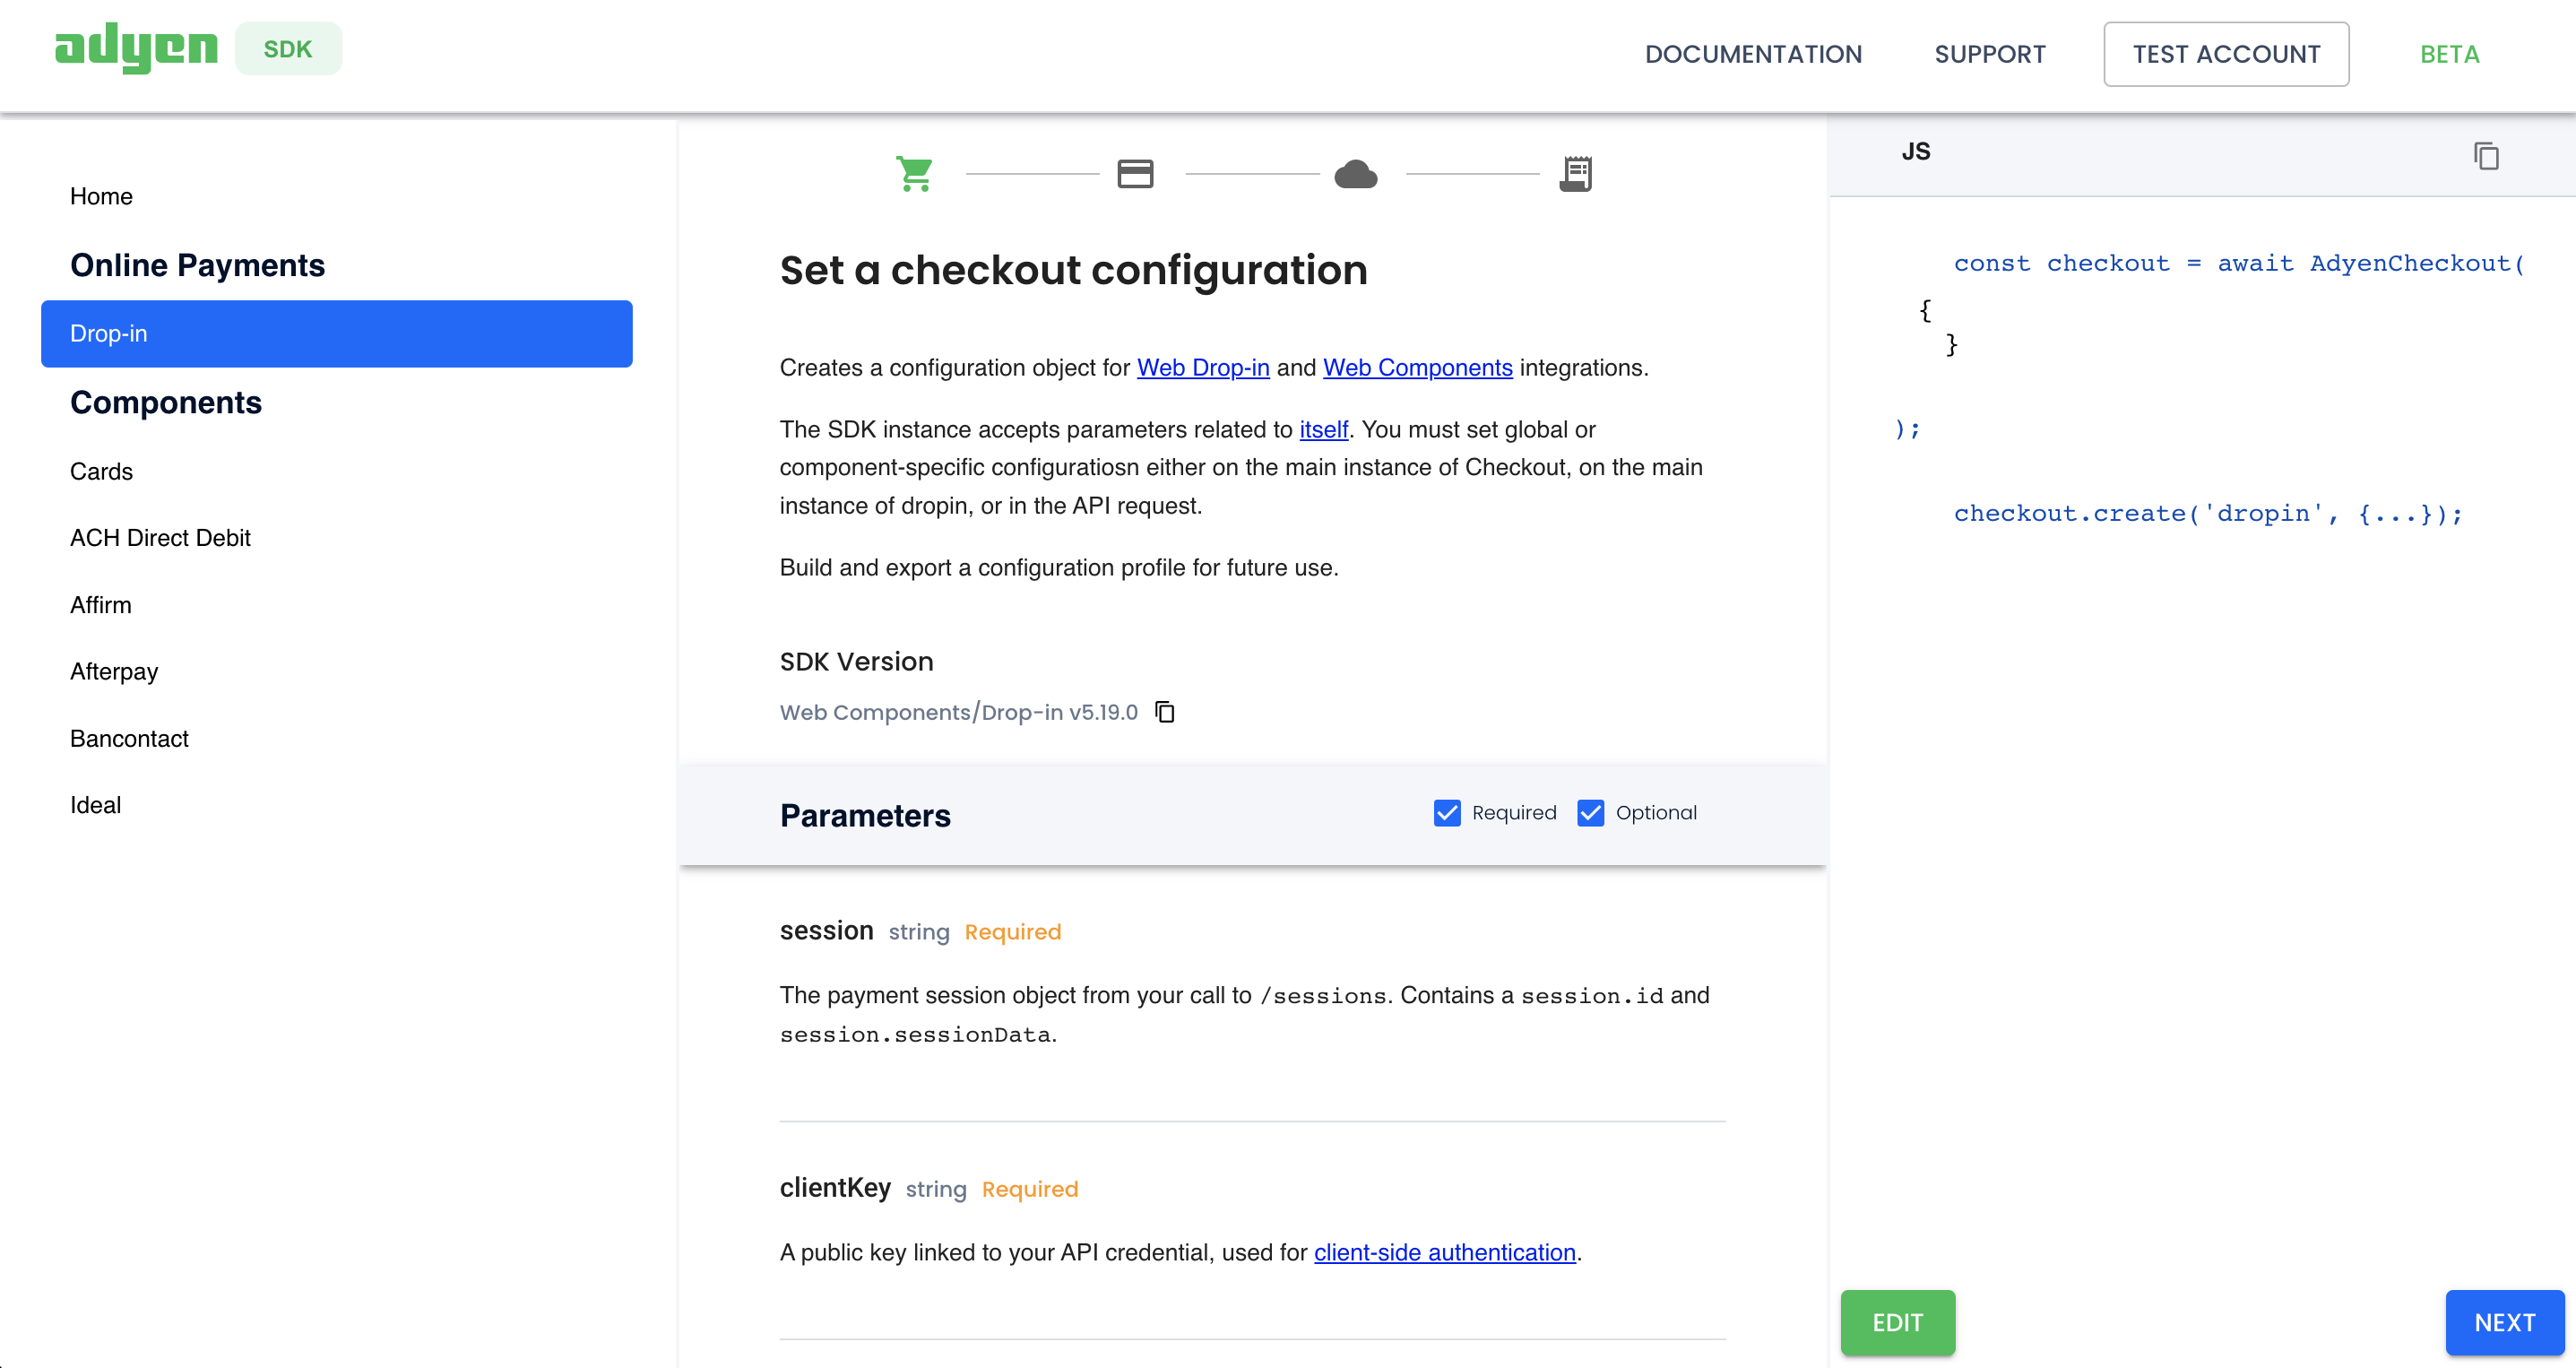 adyen SDK
DOCUMENTATION SUPPORT TEST ACCOUNT BETA
Home
Online Payments
Drop-in
Components
Cards
ACH Direct Debit
Affirm
Afterpay
Bancontact
Ideal
Set a checkout configuration
Creates a configuration object for Web Drop-in and Web Components integrations.
The SDK instance accepts parameters related to itself. You must set global or
component-specific configuratiosn either on the main instance of Checkout, on the main
instance of dropin, or in the API request.
Build and export a configuration profile for future use.
SDK Version
Web Components/Drop-in v5.19.0
Parameters Required Optional
session string Required
The payment session object from your call to /sessions. Contains a session.id and
session.sessionData.
clientKey string Required
A public key linked to your API credential, used for client-side authentication.
JS
const checkout = await AdyenCheckout(
{
}
);
checkout.create('dropin', {...});
EDIT NEXT